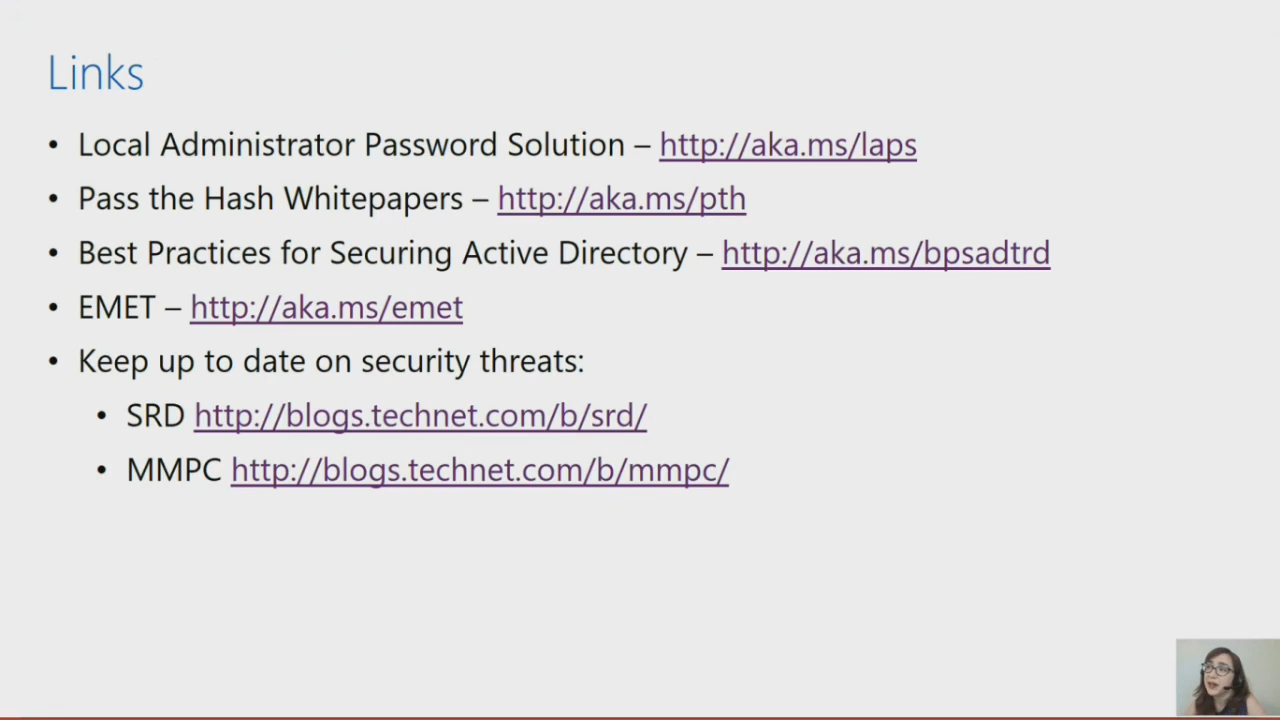 Links
• Local Administrator Password Solution – http://aka.ms/laps
• Pass the Hash Whitepapers – http://aka.ms/pth
• Best Practices for Securing Active Directory – http://aka.ms/bpsadtrd
• EMET – http://aka.ms/emet
• Keep up to date on security threats:
• SRD http://blogs.technet.com/b/srd/
• MMPC http://blogs.technet.com/b/mmpc/